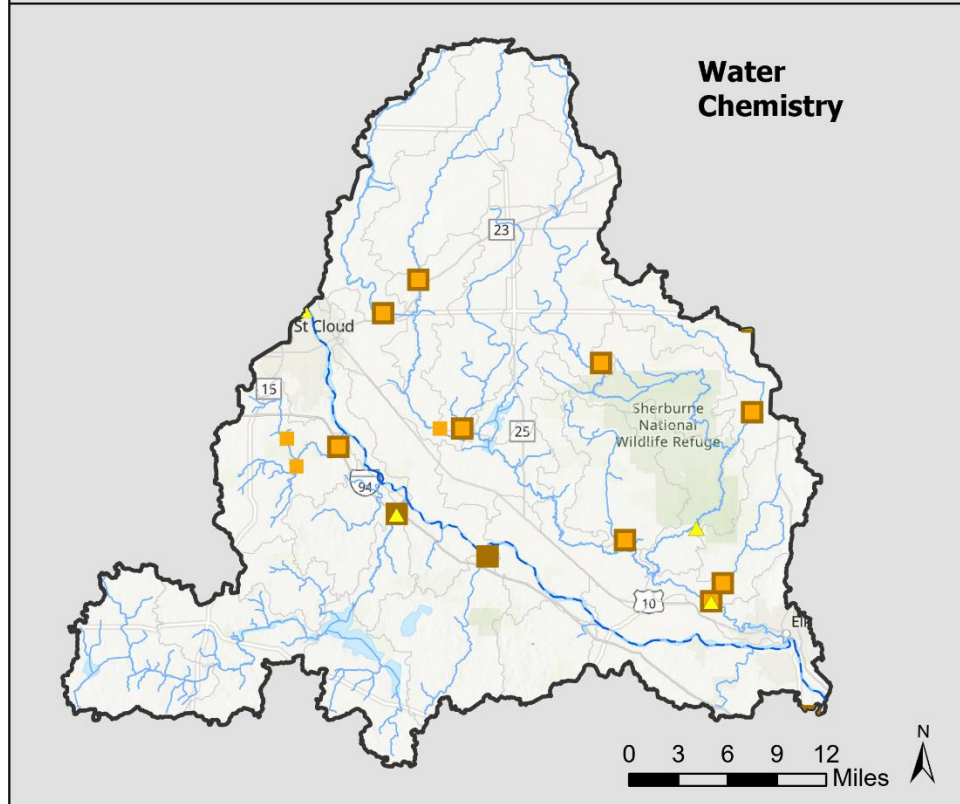 Water
Chemistry
23
St Cloud
15
Sherburne
National
Wildlife Refuge
25
94
10
Elk
0 3 6 9 12
Miles
N